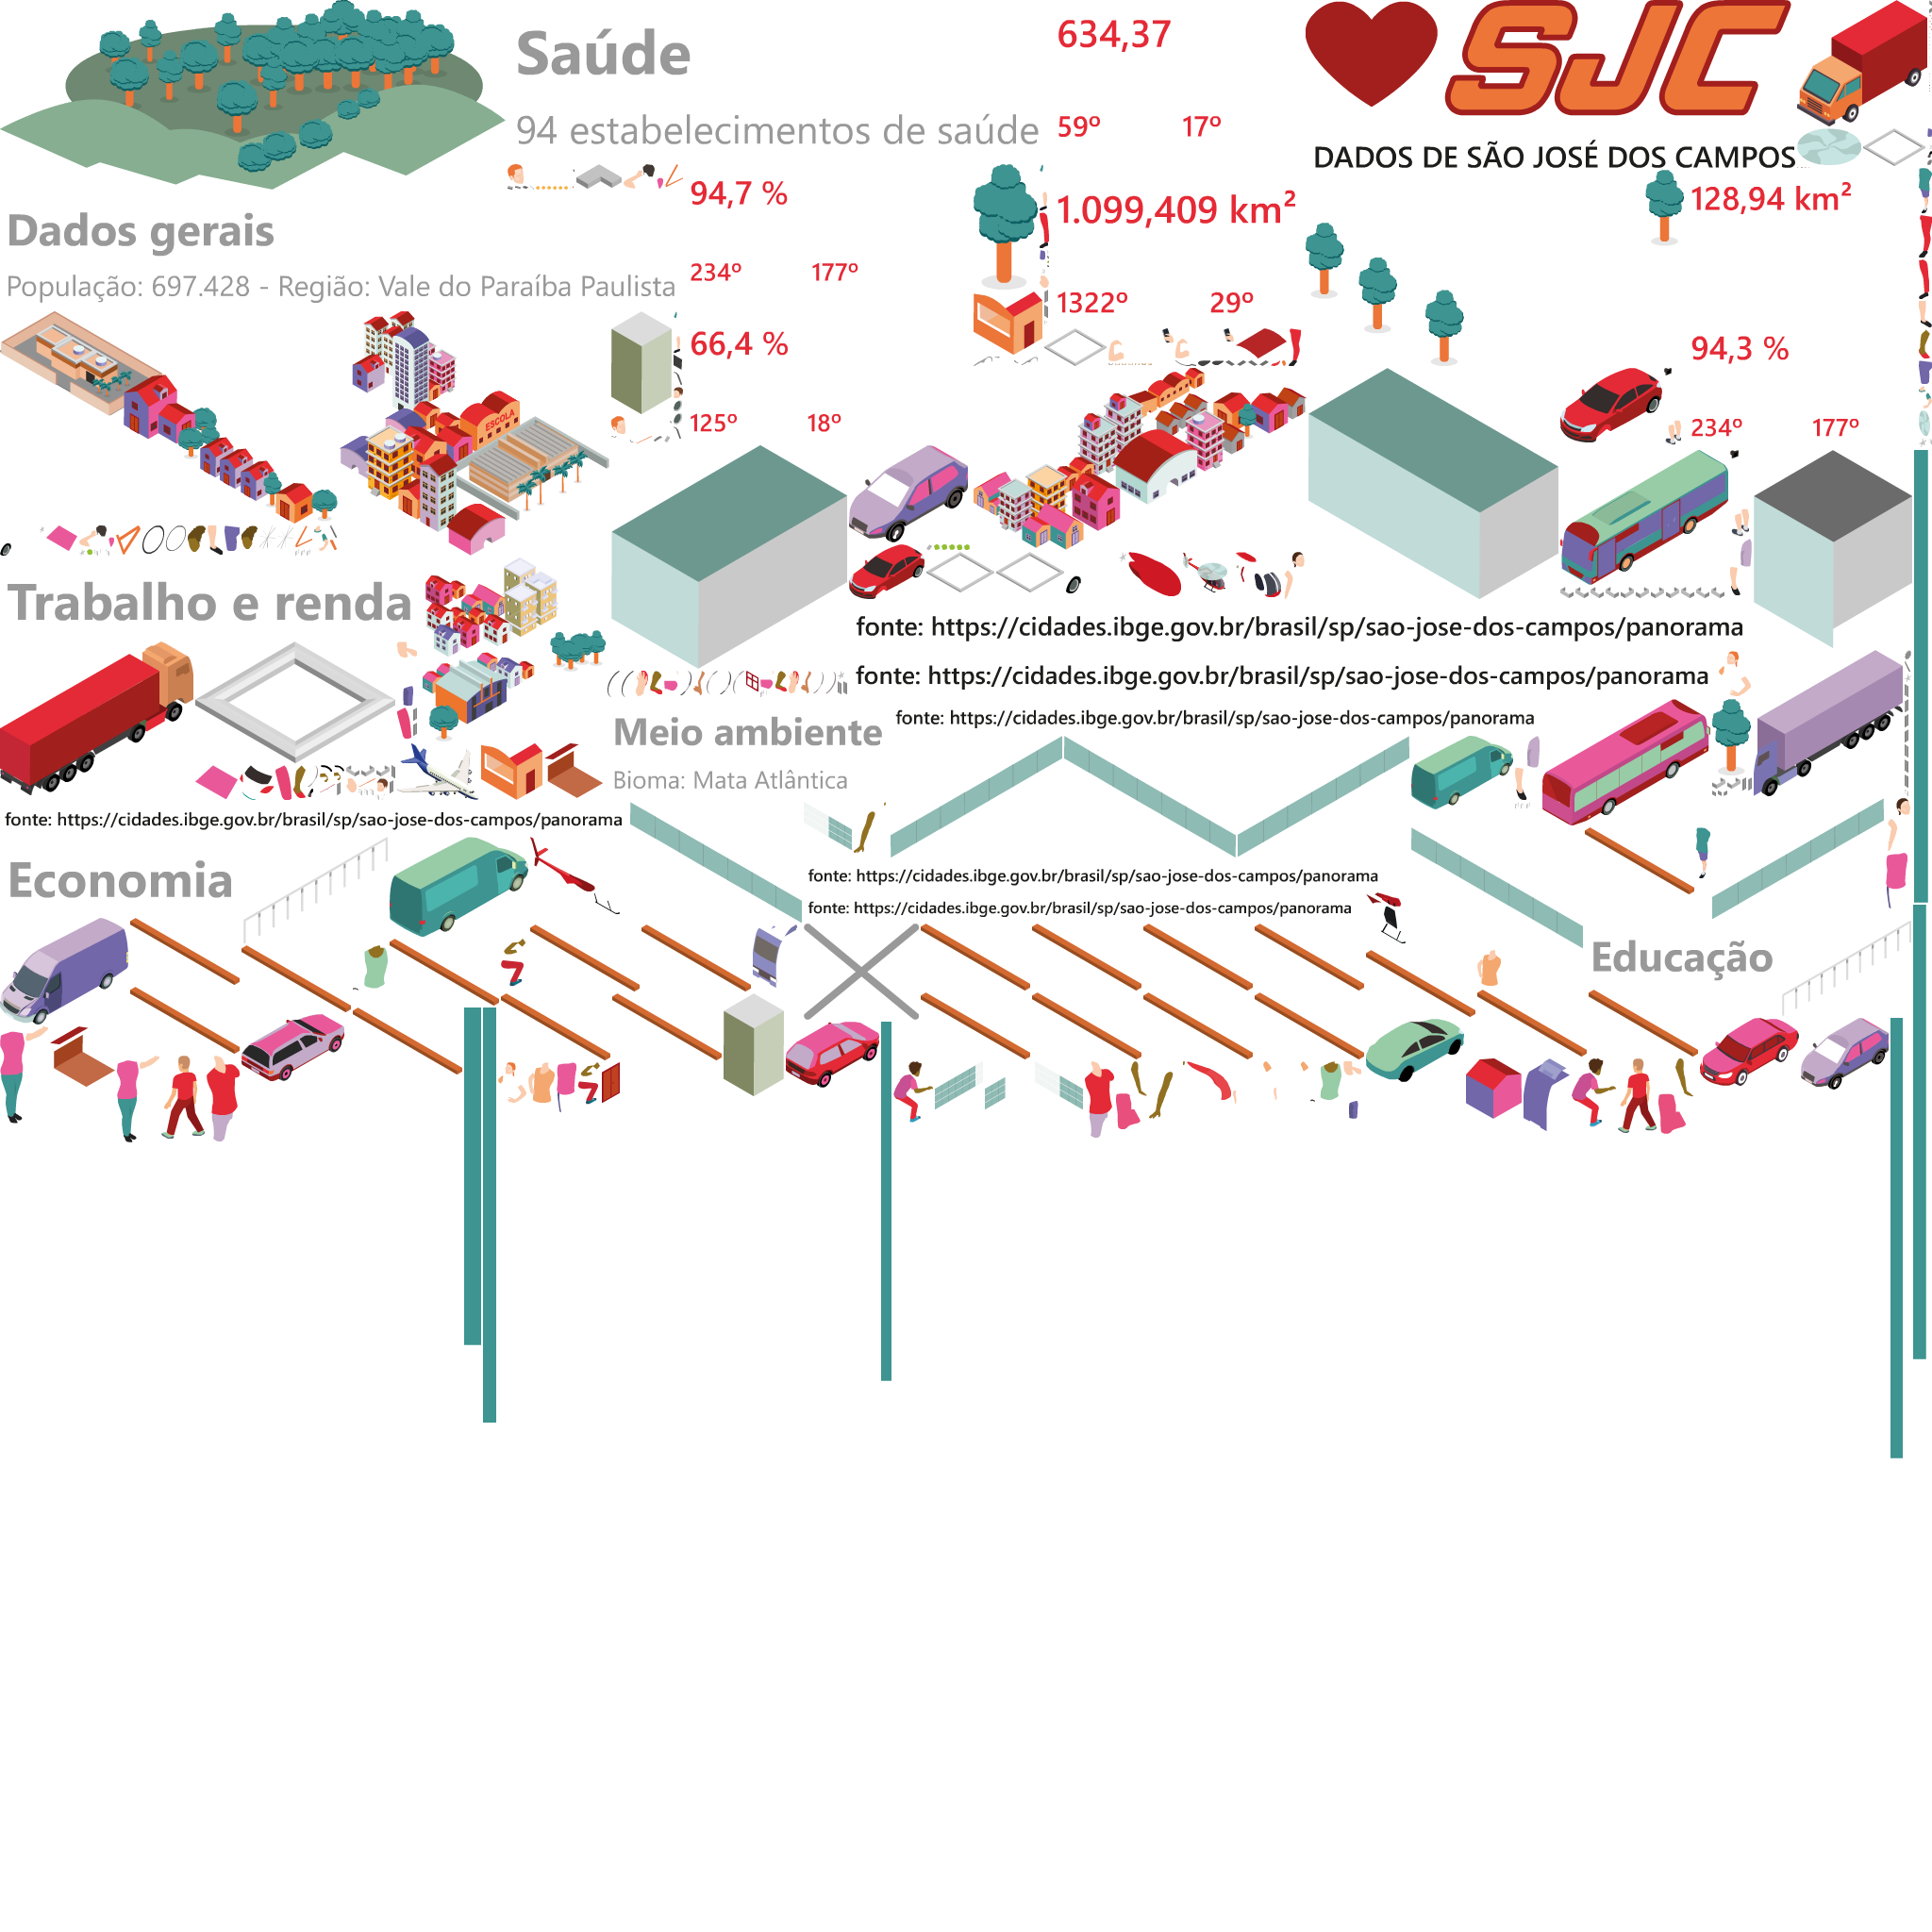 Saúde
94 estabelecimentos de saúde
634,37
59º 17º
SJC
DADOS DE SÃO JOSÉ DOS CAMPOS
94,7 %
1.099,409 km²
128,94 km²
Dados gerais
População: 697.428 - Região: Vale do Paraíba Paulista
234º 177º
1322º 29º
66,4 %
94,3 %
125º 18º
234º 177º
ESCOLA
Trabalho e renda
fonte: https://cidades.ibge.gov.br/brasil/sp/sao-jose-dos-campos/panorama
fonte: https://cidades.ibge.gov.br/brasil/sp/sao-jose-dos-campos/panorama
Meio ambiente
fonte: https://cidades.ibge.gov.br/brasil/sp/sao-jose-dos-campos/panorama
Bioma: Mata Atlântica
fonte: https://cidades.ibge.gov.br/brasil/sp/sao-jose-dos-campos/panorama
Economia
fonte: https://cidades.ibge.gov.br/brasil/sp/sao-jose-dos-campos/panorama
fonte: https://cidades.ibge.gov.br/brasil/sp/sao-jose-dos-campos/panorama
Educação